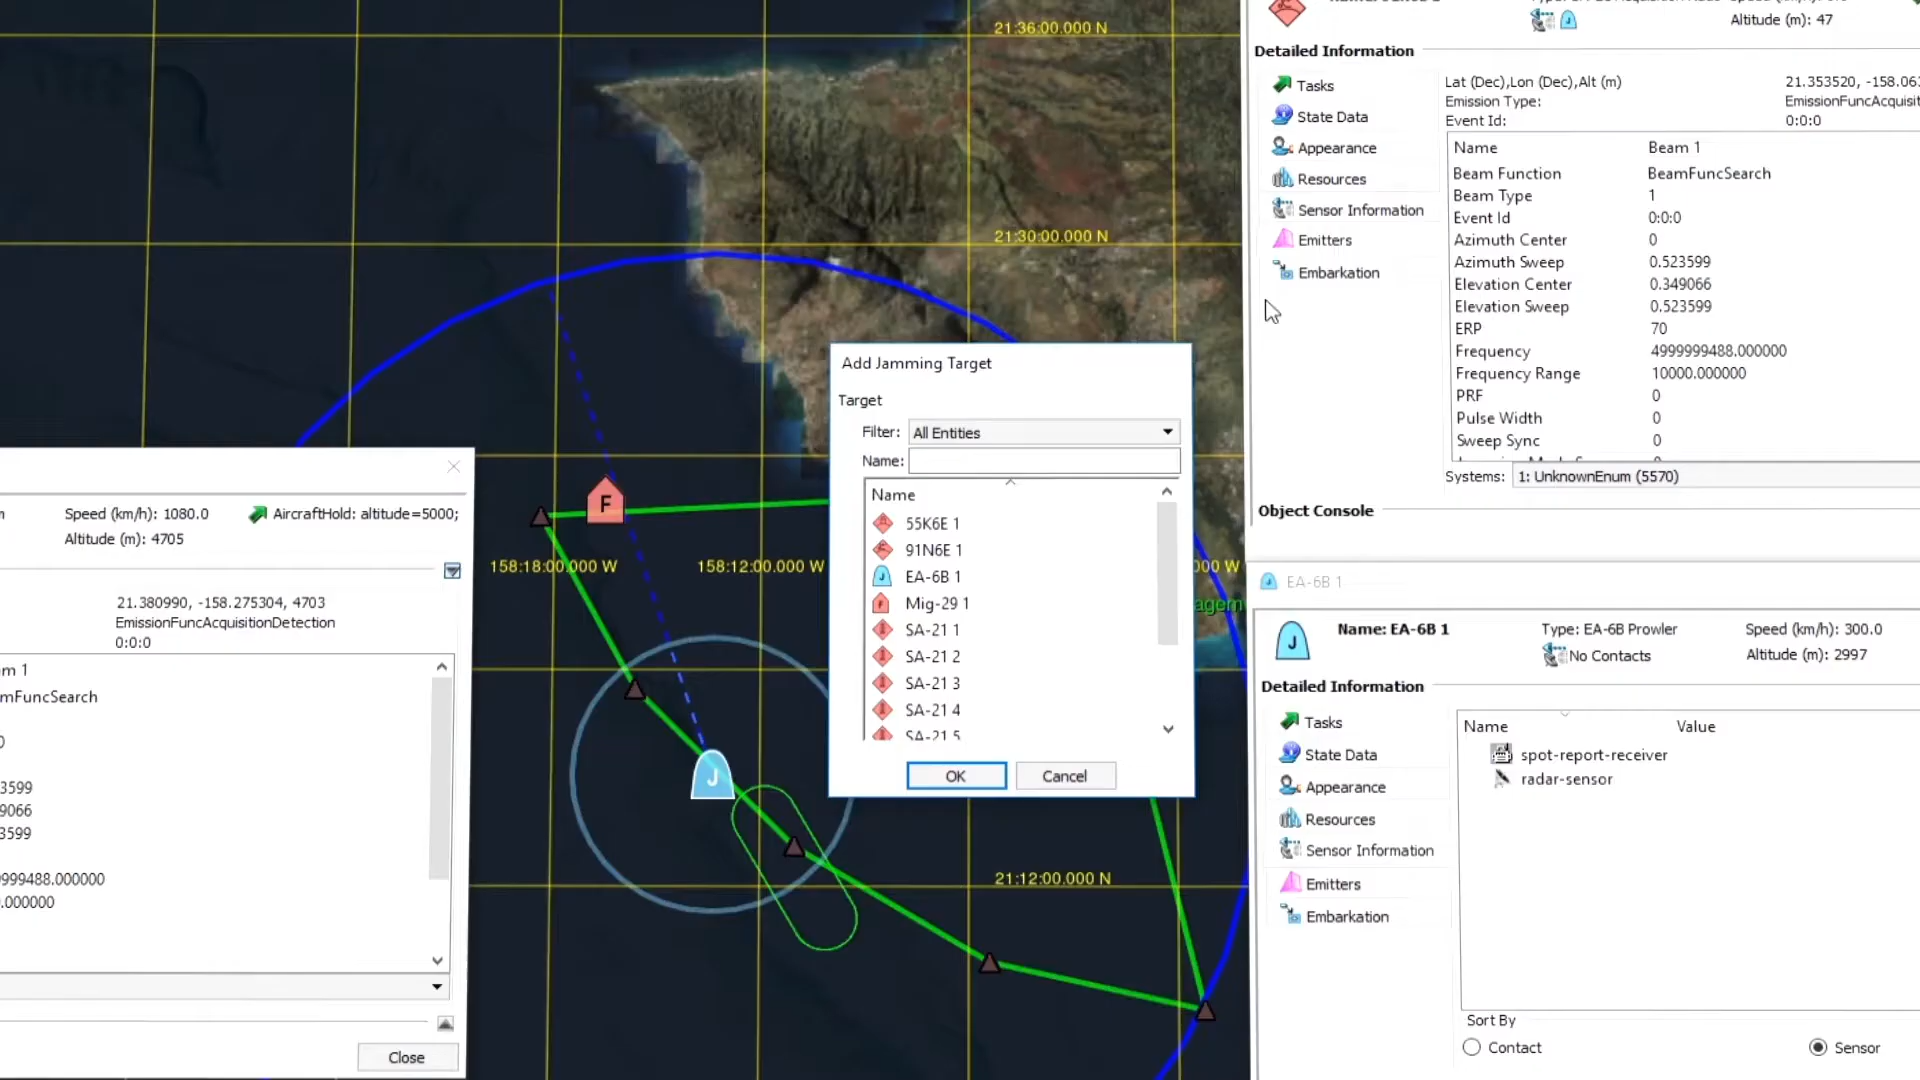 21:36:00.000 N
21:30:00.000 N
158:18:00.000 W
158:12:00.000 W
000 W
21:12:00.000 N
F
J
Speed (km/h): 1080.0
AircraftHold: altitude=5000;
Altitude (m): 4705
21.380990, -158.275304, 4703
EmissionFuncAcquisitionDetection
0:0:0
m 1
mFuncSearch
3599
9066
3599
999488.000000
.000000
Close
Add Jamming Target
Target
Filter: All Entities
Name:
Name
55K6E 1
91N6E 1
EA-6B 1
Mig-29 1
SA-21 1
SA-21 2
SA-21 3
SA-21 4
SA-21 5
OK Cancel
Altitude (m): 47
Detailed Information
Tasks
State Data
Appearance
Resources
Sensor Information
Emitters
Embarkation
Lat (Dec),Lon (Dec),Alt (m) 21.353520, -158.063
Emission Type: EmissionFuncAcquisit
Event Id: 0:0:0
Name Beam 1
Beam Function BeamFuncSearch
Beam Type 1
Event Id 0:0:0
Azimuth Center 0
Azimuth Sweep 0.523599
Elevation Center 0.349066
Elevation Sweep 0.523599
ERP 70
Frequency 4999999488.000000
Frequency Range 10000.000000
PRF 0
Pulse Width 0
Sweep Sync 0
Systems: 1: UnknownEnum (5570)
Object Console
EA-6B 1
J
Name: EA-6B 1
Type: EA-6B Prowler
Speed (km/h): 300.0
No Contacts
Altitude (m): 2997
Detailed Information
Tasks
State Data
Appearance
Resources
Sensor Information
Emitters
Embarkation
Name Value
spot-report-receiver
radar-sensor
Sort By
Contact Sensor